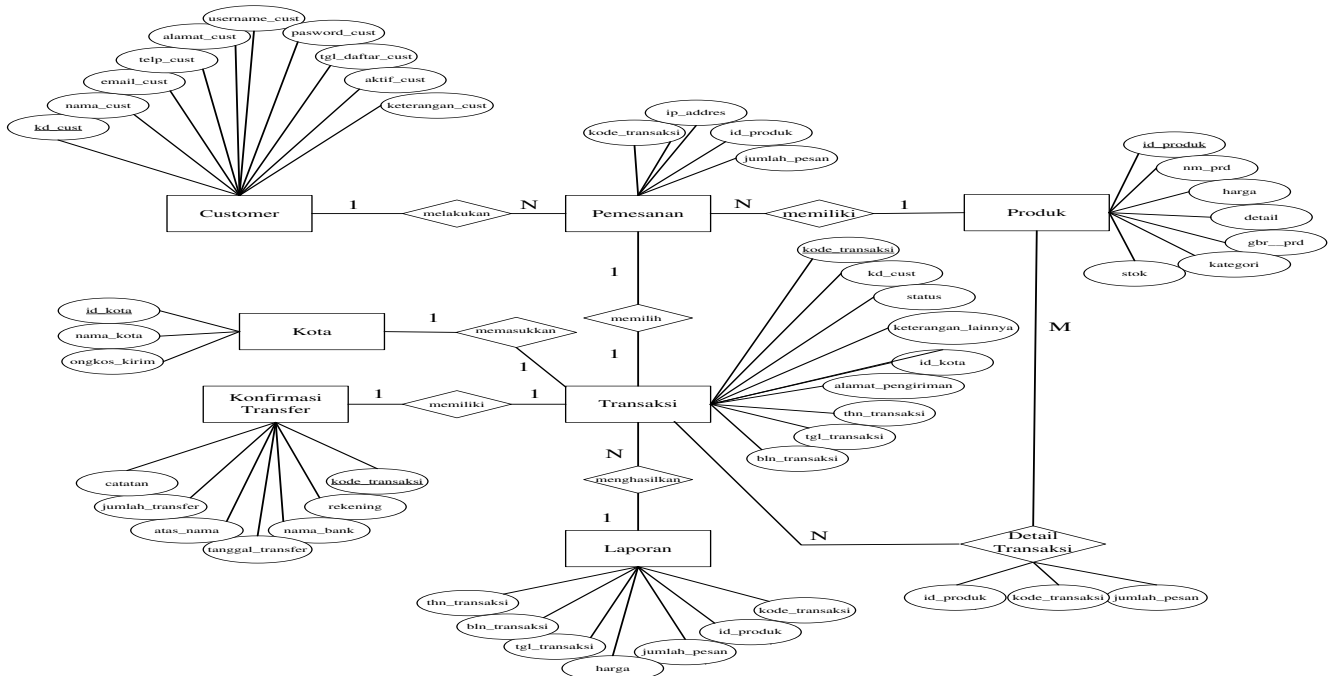 username_cust
alamat_cust
pasword_cust
telp_cust
tgl_daftar_cust
email_cust
aktif_cust
nama_cust
keterangan_cust
kd_cust
ip_addres
kode_transaksi
id_produk
jumlah_pesan
id_produk
nm_prd
harga
detail
gbr__prd
kategori
stok
Customer
1
melakukan
N
Pemesanan
N
memiliki
1
Produk
1
memilih
1
kode_transaksi
kd_cust
status
keterangan_lainnya
id_kota
alamat_pengiriman
thn_transaksi
tgl_transaksi
bln_transaksi
M
id_kota
nama_kota
ongkos_kirim
Kota
1
memasukkan
1
Konfirmasi
Transfer
1
memiliki
1
Transaksi
catatan
jumlah_transfer
atas_nama
tanggal_transfer
nama_bank
rekening
kode_transaksi
N
menghasilkan
1
Laporan
N
Detail
Transaksi
id_produk
kode_transaksi
jumlah_pesan
thn_transaksi
bln_transaksi
tgl_transaksi
harga
jumlah_pesan
id_produk
kode_transaksi